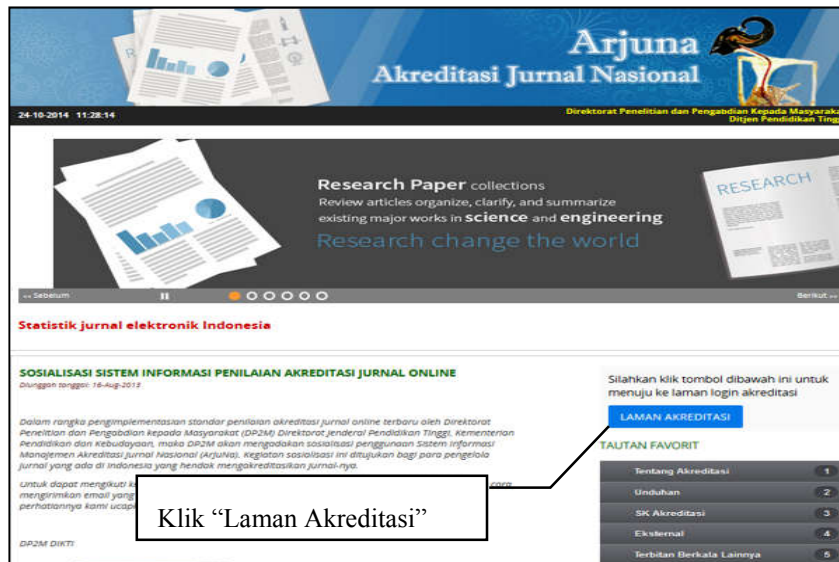 Arjuna
Akreditasi Jurnal Nasional
24-10-2014 11:28:14
Direktorat Penelitian dan Pengabdian Kepada Masyaraka
Ditjen Pendidikan Ting
Research Paper collections
Review articles organize, clarify, and summarize
existing major works in science and engineering
Research change the world
RESEARCH
Sebelum
Berikut
Statistik jurnal elektronik Indonesia
SOSIALISASI SISTEM INFORMASI PENILAIAN AKREDITASI JURNAL ONLINE
Diunggah tanggal: 16-Aug-2013
Dalam rangka pengimplementasian standar penilaian akreditasi jurnal online terbaru oleh Direktorat
Penelitian dan Pengabdian kepada Masyarakat (DP2M) Direktorat Jenderal Pendidikan Tinggi, Kementerian
Pendidikan dan Kebudayaan, maka DP2M akan mengadakan sosialisasi penggunaan Sistem Informasi
Manajemen Akreditasi Jurnal Nasional (ArjuNa). Kegiatan sosialisasi ini ditujukan bagi para pengelola
jurnal yang ada di Indonesia yang hendak mengakreditasikan jurnal-nya.
Untuk dapat mengikuti cara
mengirimkan email yang
perhatiannya kami ucap
DP2M DIKTI
Klik “Laman Akreditasi”
Silahkan klik tombol dibawah ini untuk
menuju ke laman login akreditasi
LAMAN AKREDITASI
TAUTAN FAVORIT
Tentang Akreditasi 1
Unduhan 2
SK Akreditasi 3
Eksternal 4
Terbitan Berkala Lainnya 5